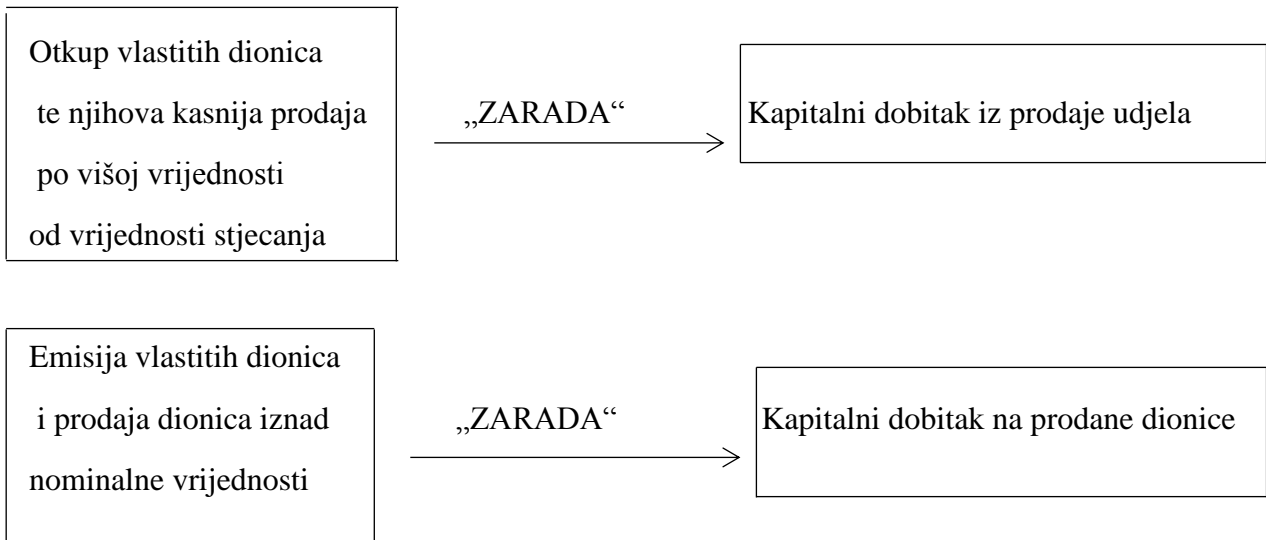 Otkup vlastitih dionica
te njihova kasnija prodaja
po višoj vrijednosti
od vrijednosti stjecanja
„ZARADA“
Kapitalni dobitak iz prodaje udjela
Emisija vlastitih dionica
i prodaja dionica iznad
nominalne vrijednosti
„ZARADA“
Kapitalni dobitak na prodane dionice